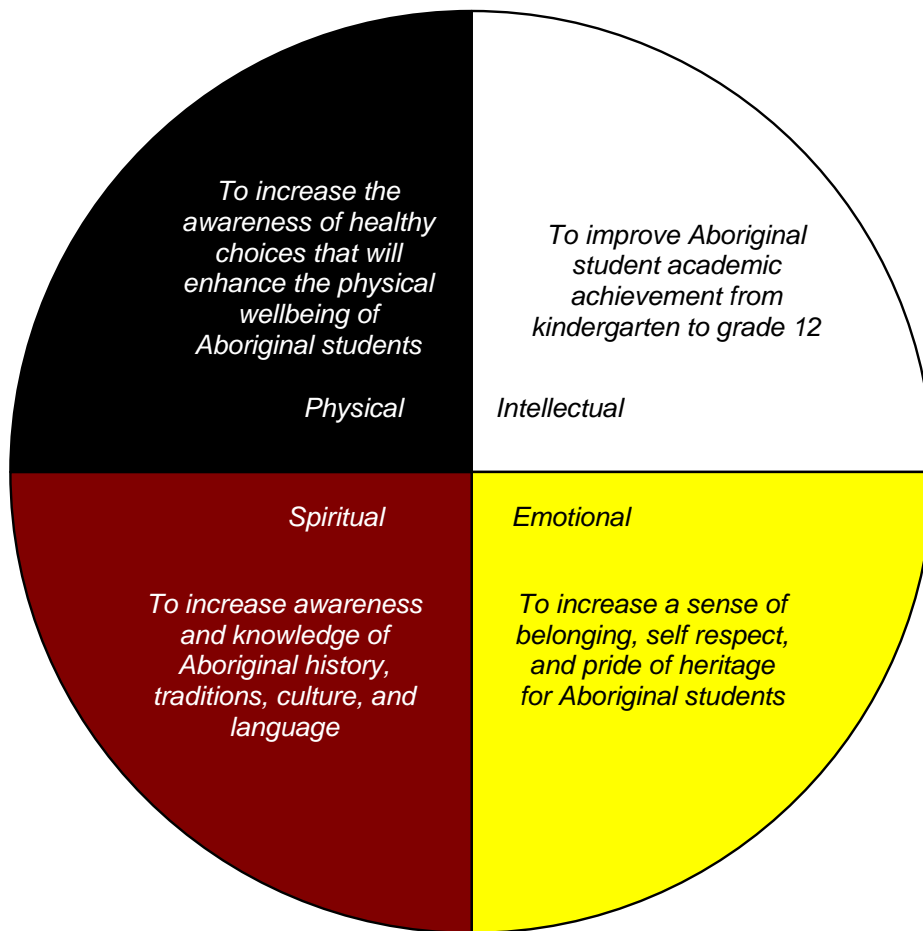 To increase the
awareness of healthy
choices that will
enhance the physical
wellbeing of
Aboriginal students
Physical
To improve Aboriginal
student academic
achievement from
kindergarten to grade 12
Intellectual
Spiritual
To increase awareness
and knowledge of
Aboriginal history,
traditions, culture, and
language
Emotional
To increase a sense of
belonging, self respect,
and pride of heritage
for Aboriginal students